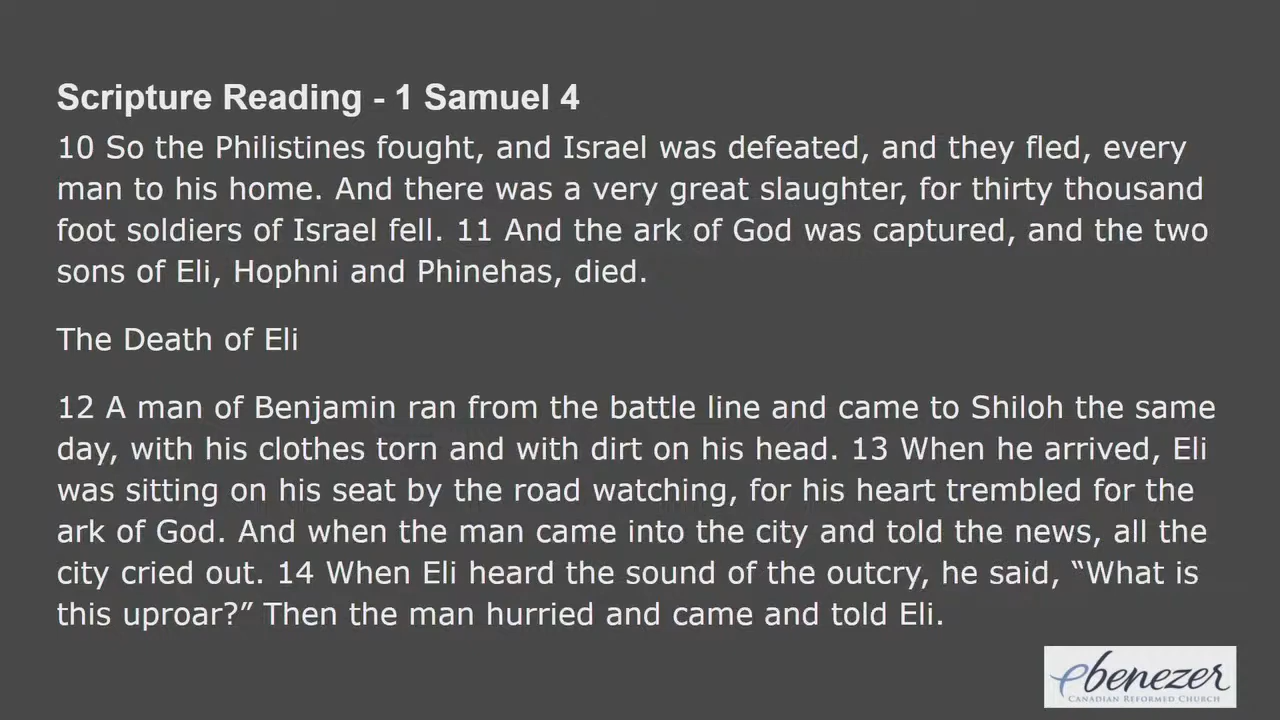 Scripture Reading - 1 Samuel 4
10 So the Philistines fought, and Israel was defeated, and they fled, every
man to his home. And there was a very great slaughter, for thirty thousand
foot soldiers of Israel fell. 11 And the ark of God was captured, and the two
sons of Eli, Hophni and Phinehas, died.
The Death of Eli
12 A man of Benjamin ran from the battle line and came to Shiloh the same
day, with his clothes torn and with dirt on his head. 13 When he arrived, Eli
was sitting on his seat by the road watching, for his heart trembled for the
ark of God. And when the man came into the city and told the news, all the
city cried out. 14 When Eli heard the sound of the outcry, he said, “What is
this uproar?” Then the man hurried and came and told Eli.
ebenezer
CANADIAN REFORMED CHURCH